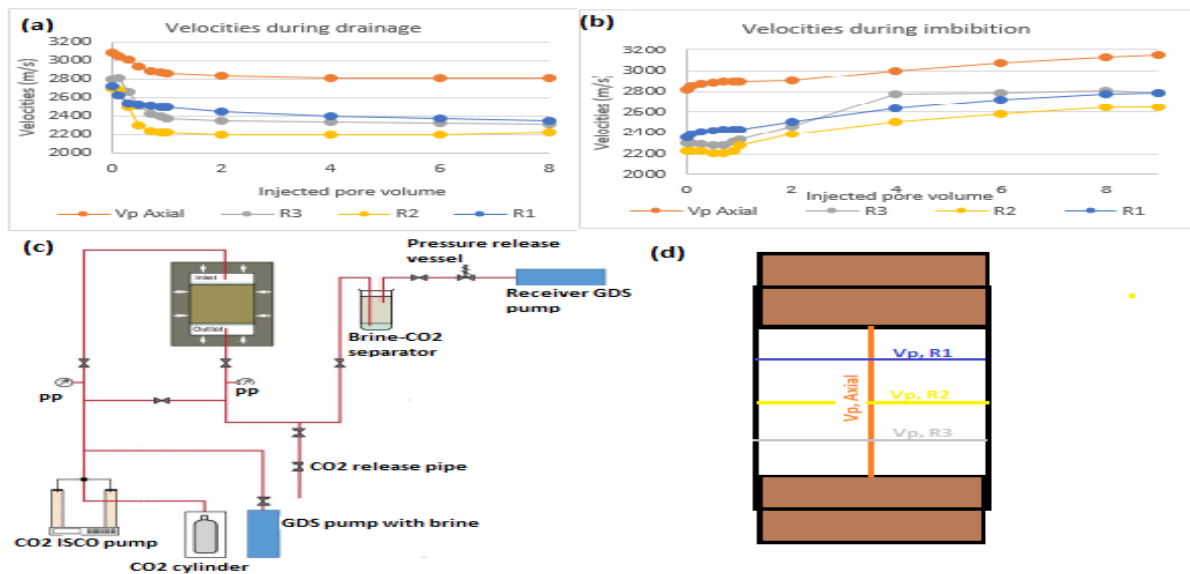 (a)
Velocities during drainage
3200
3000
2800
2600
2400
2200
2000
Velocities (m/s)
0 2 4 6 8
Injected pore volume
Vp Axial R3 R2 R1
(b)
Velocities during imbibition
3200
3000
2800
2600
2400
2200
2000
Velocities (m/s)
0 2 4 6 8
Injected pore volume
Vp Axial R3 R2 R1
(c)
Pressure release
vessel
Receiver GDS
pump
Inlet
Outlet
Brine-CO2
separator
PP
PP
CO2 release pipe
GDS pump with brine
CO2 ISCO pump
CO2 cylinder
(d)
Vp, R1
Vp, Axial
Vp, R2
Vp, R3